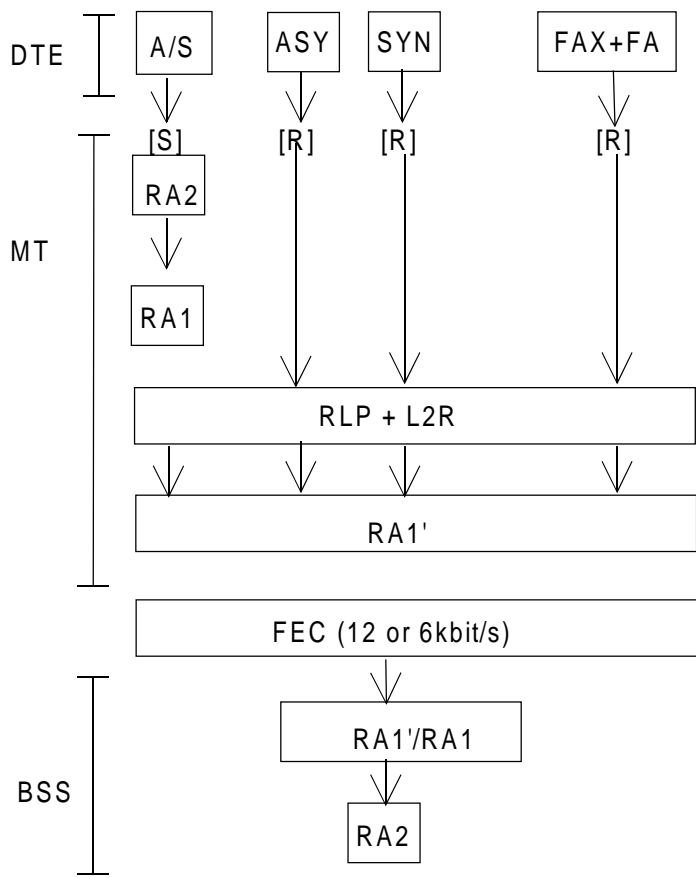 DTE
A/S
ASY
SYN
FAX+FA
[S]
[R]
[R]
[R]
RA2
MT
RA1
RLP + L2R
RA1'
FEC (12 or 6kbit/s)
RA1'/RA1
BSS
RA2